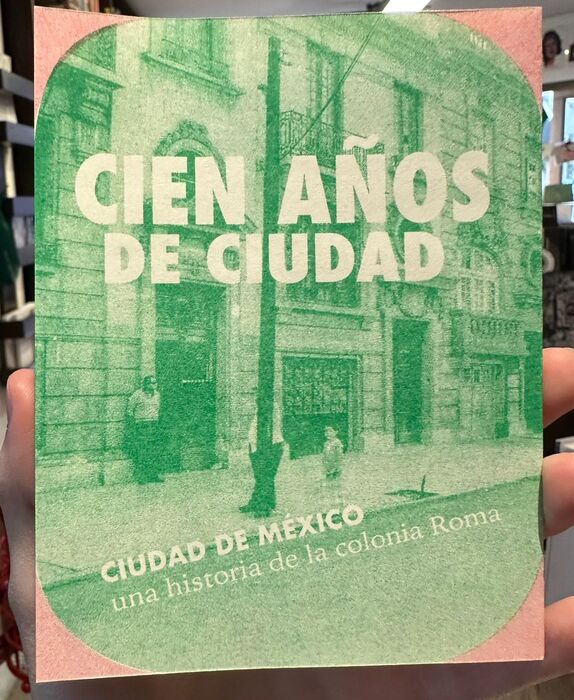 CIEN AÑOS
DE CIUDAD
CIUDAD DE MÉXICO
una historia de la colonia Roma